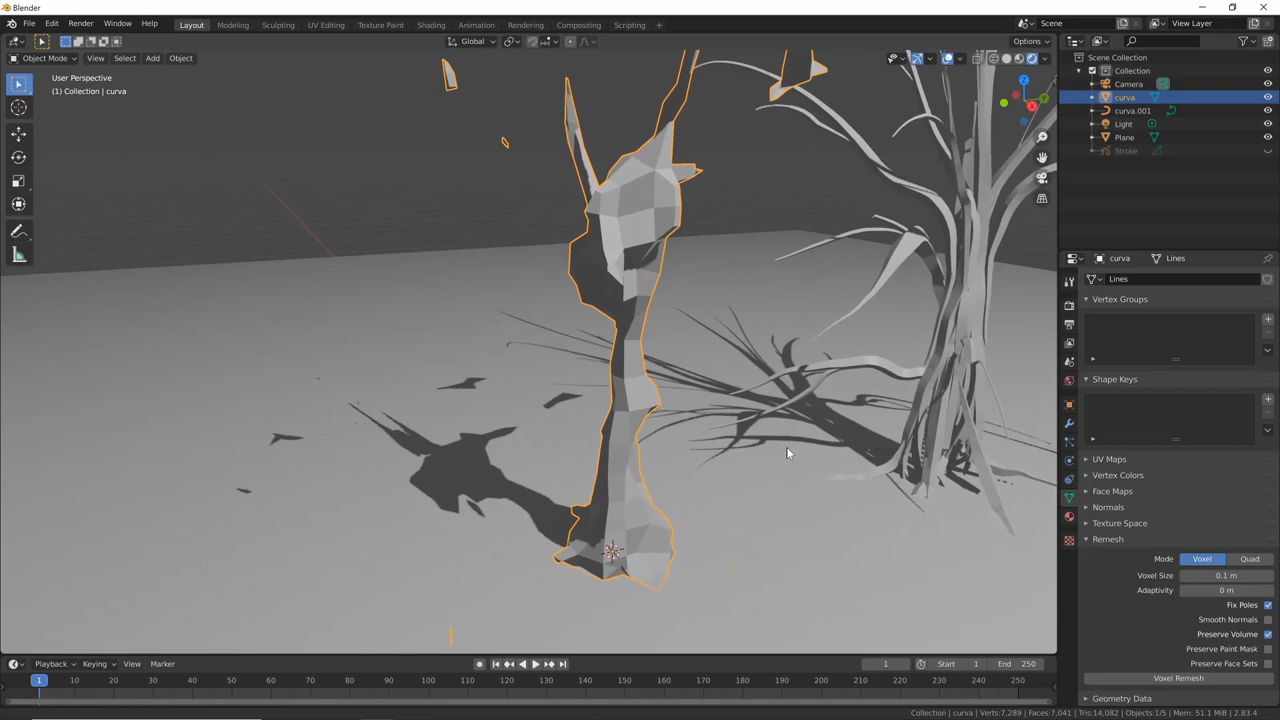 Blender
File Edit Render Window Help Layout Modeling Sculpting UV Editing Texture Paint Shading Animation Rendering Compositing Scripting + Scene View Layer
Global Options
Object Mode View Select Add Object
User Perspective
(1) Collection | curva
Z
Y
X
Scene Collection
Collection
Camera
curva
curva.001
Light
Plane
Stroke
curva Lines
Lines
Vertex Groups
Shape Keys
UV Maps
Vertex Colors
Face Maps
Normals
Texture Space
Remesh
Mode Voxel Quad
Voxel Size 0.1 m
Adaptivity 0 m
Fix Poles
Smooth Normals
Preserve Volume
Preserve Paint Mask
Preserve Face Sets
Voxel Remesh
Geometry Data
Playback Keying View Marker 1 Start 1 End 250
1 10 20 30 40 50 60 70 80 90 100 110 120 130 140 150 160 170 180 190 200 210 220 230 240 250
Collection | curva | Verts:7,289 | Faces:7,041 | Tris:14,082 | Objects:1/5 | Mem: 51.1 MiB | 2.83.4